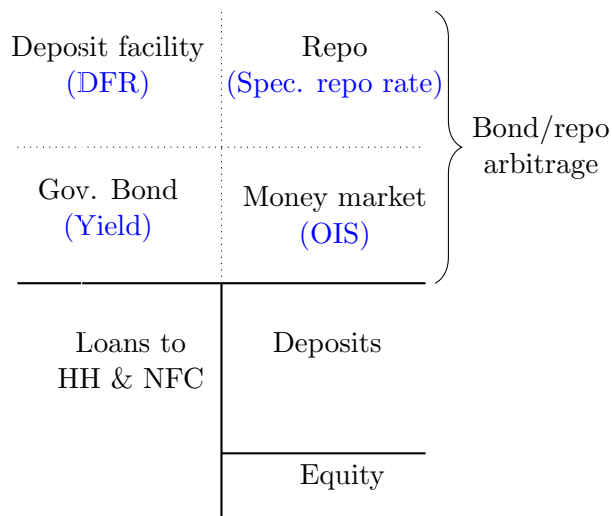 Deposit facility
(DFR)
Repo
(Spec. repo rate)
Bond/repo
arbitrage
Gov. Bond
(Yield)
Money market
(OIS)
Loans to
HH & NFC
Deposits
Equity